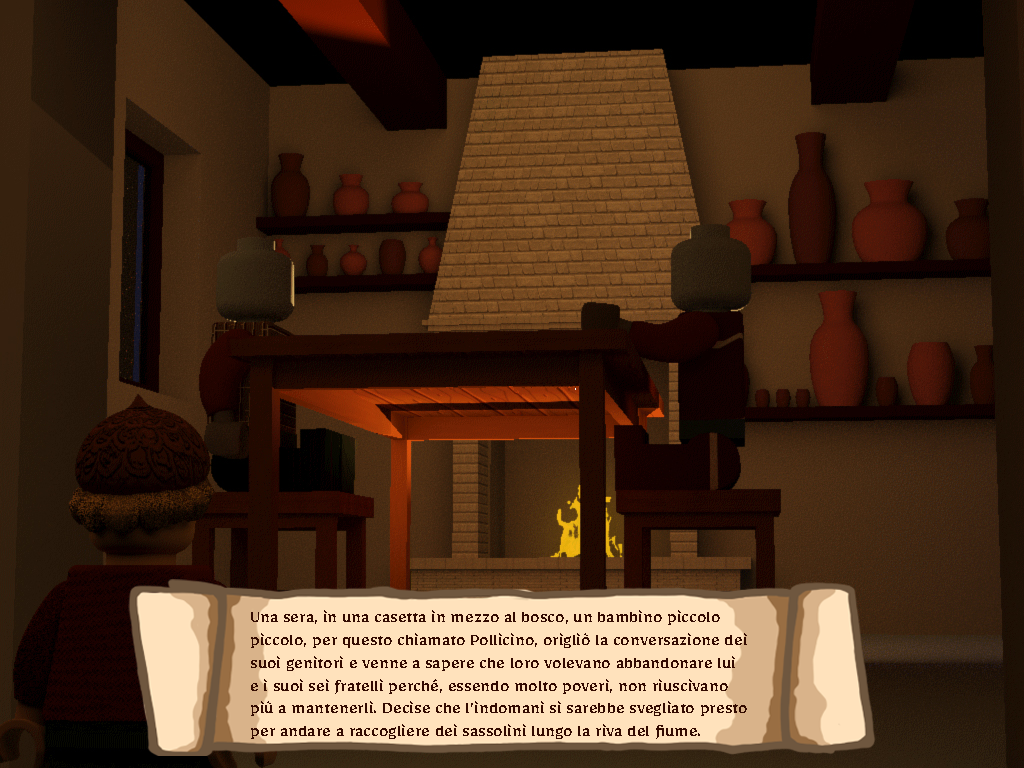 Una sera, in una casetta in mezzo al bosco, un bambino piccolo
piccolo, per questo chiamato Pollicino, origliò la conversazione dei
suoi genitori e venne a sapere che loro volevano abbandonare lui
e i suoi sei fratelli perché, essendo molto poveri, non riuscivano
più a mantenerli. Decise che l'indomani si sarebbe svegliato presto
per andare a raccogliere dei sassolini lungo la riva del fiume.